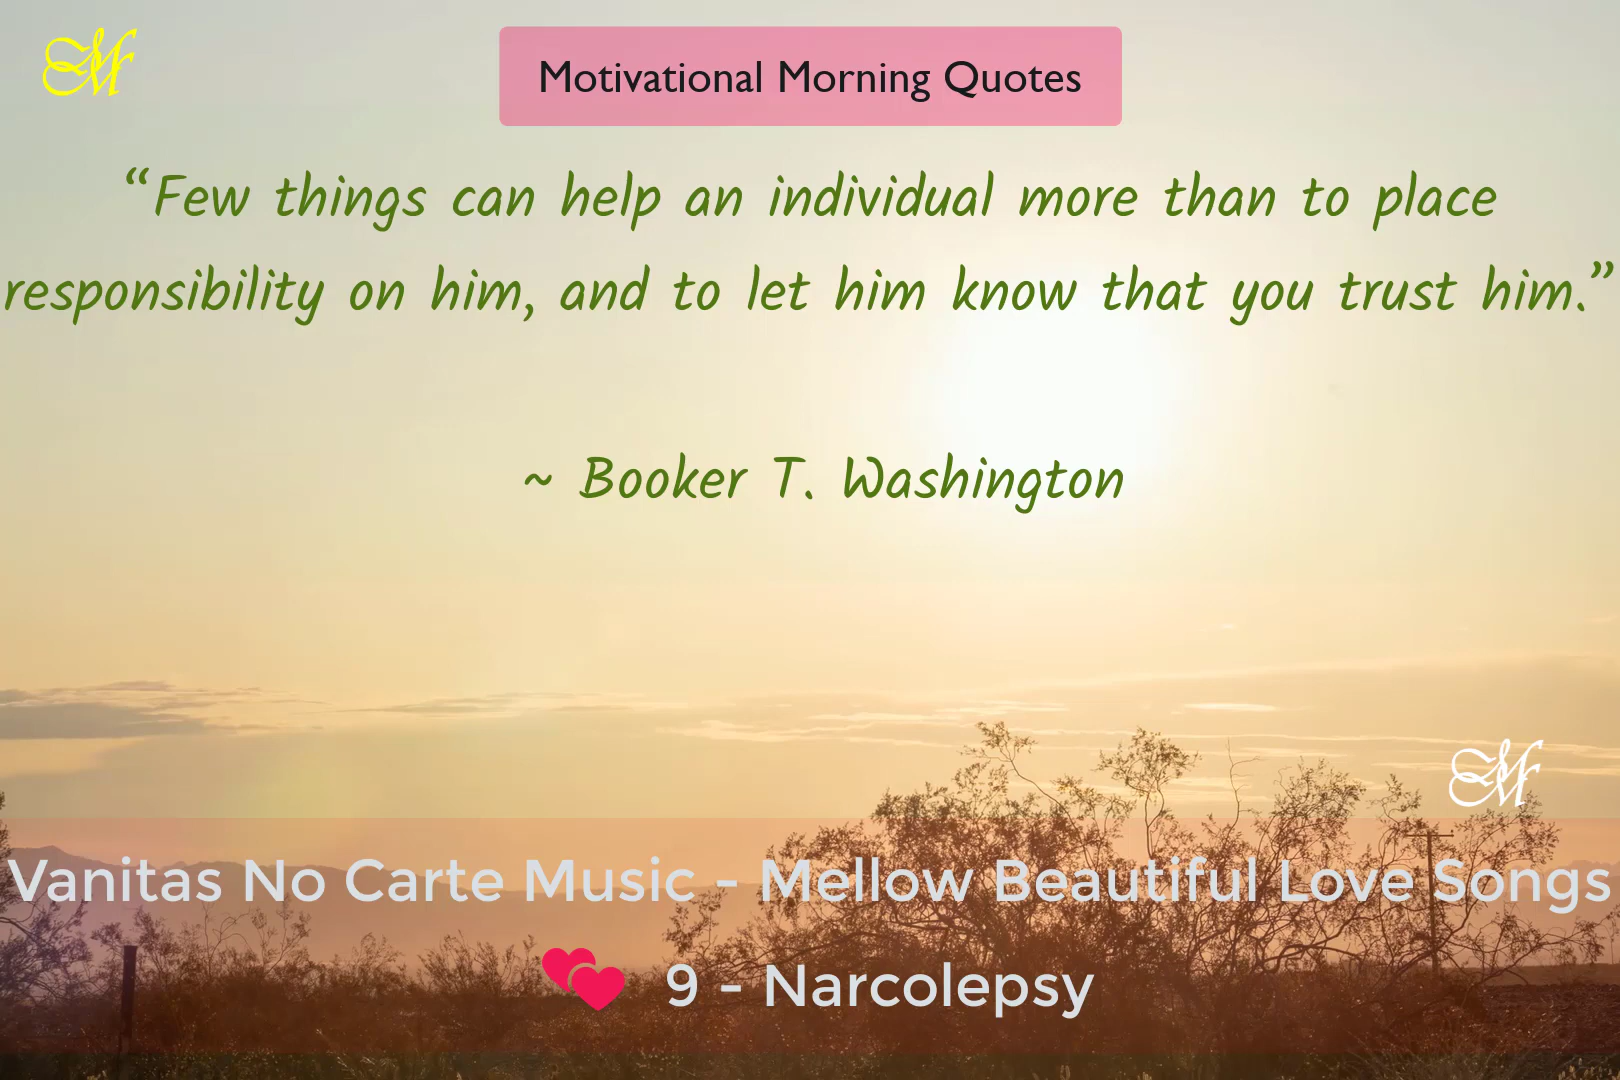 Motivational Morning Quotes
“Few things can help an individual more than to place
responsibility on him, and to let him know that you trust him.”
~ Booker T. Washington
Vanitas No Carte Music - Mellow Beautiful Love Songs
9 - Narcolepsy